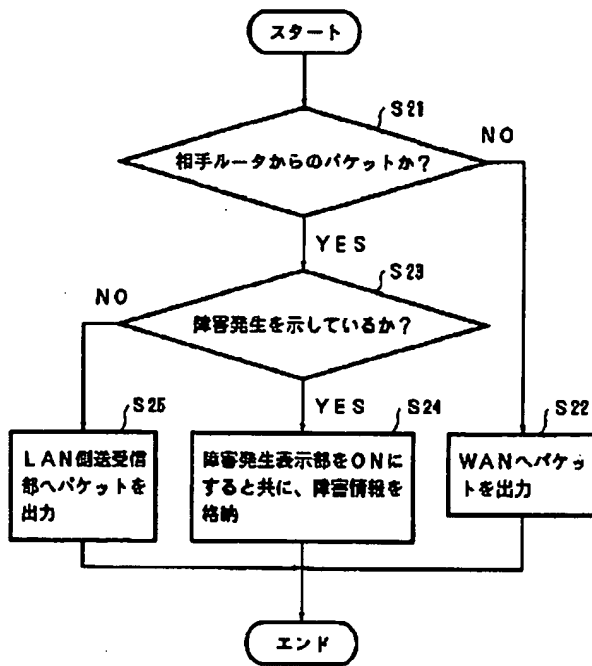 スタート
S21
相手ルータからのパケットか？
NO
YES
S23
NO
障害発生を示しているか？
YES
S25
S24
S22
LAN側送受信
部へパケットを
出力
障害発生表示部をONに
すると共に、障害情報を
格納
WANへパケッ
トを出力
エンド